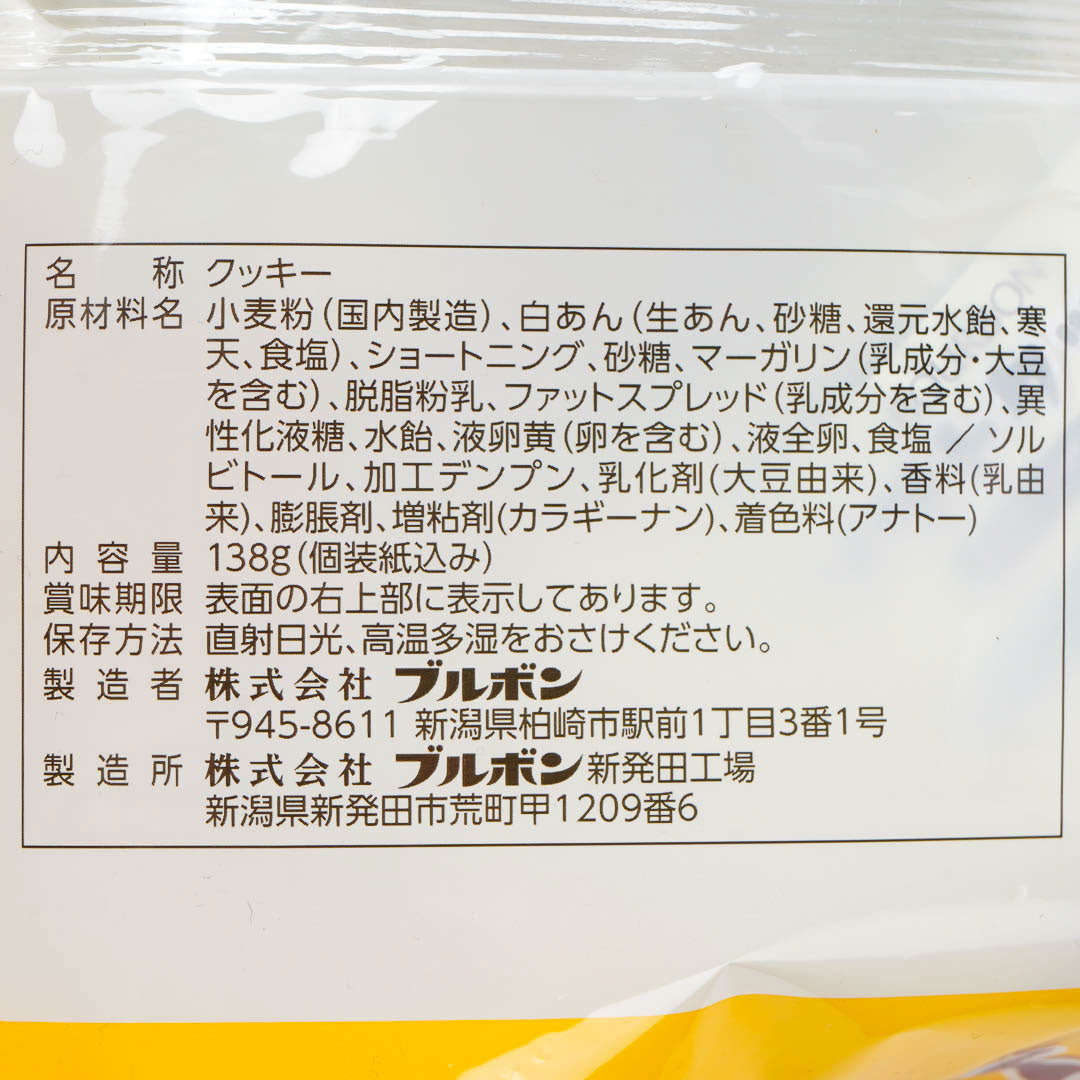 名称 クッキー
原材料名 小麦粉(国内製造)、白あん(生あん、砂糖、還元水飴、寒
天、食塩)、ショートニング、砂糖、マーガリン(乳成分・大豆
を含む)、脱脂粉乳、ファットスプレッド(乳成分を含む)、異
性化液糖、水飴、液卵黄(卵を含む)、液全卵、食塩/ソル
ビトール、加工デンプン、乳化剤(大豆由来)、香料(乳由
来)、膨脹剤、増粘剤(カラギーナン)、着色料(アナトー)
内容量 138g(個装紙込み)
賞味期限 表面の右上部に表示してあります。
保存方法 直射日光、高温多湿をおさけください。
製造者 株式会社 ブルボン
〒945-8611 新潟県柏崎市駅前1丁目3番1号
製造所 株式会社 ブルボン 新発田工場
新潟県新発田市荒町甲1209番6